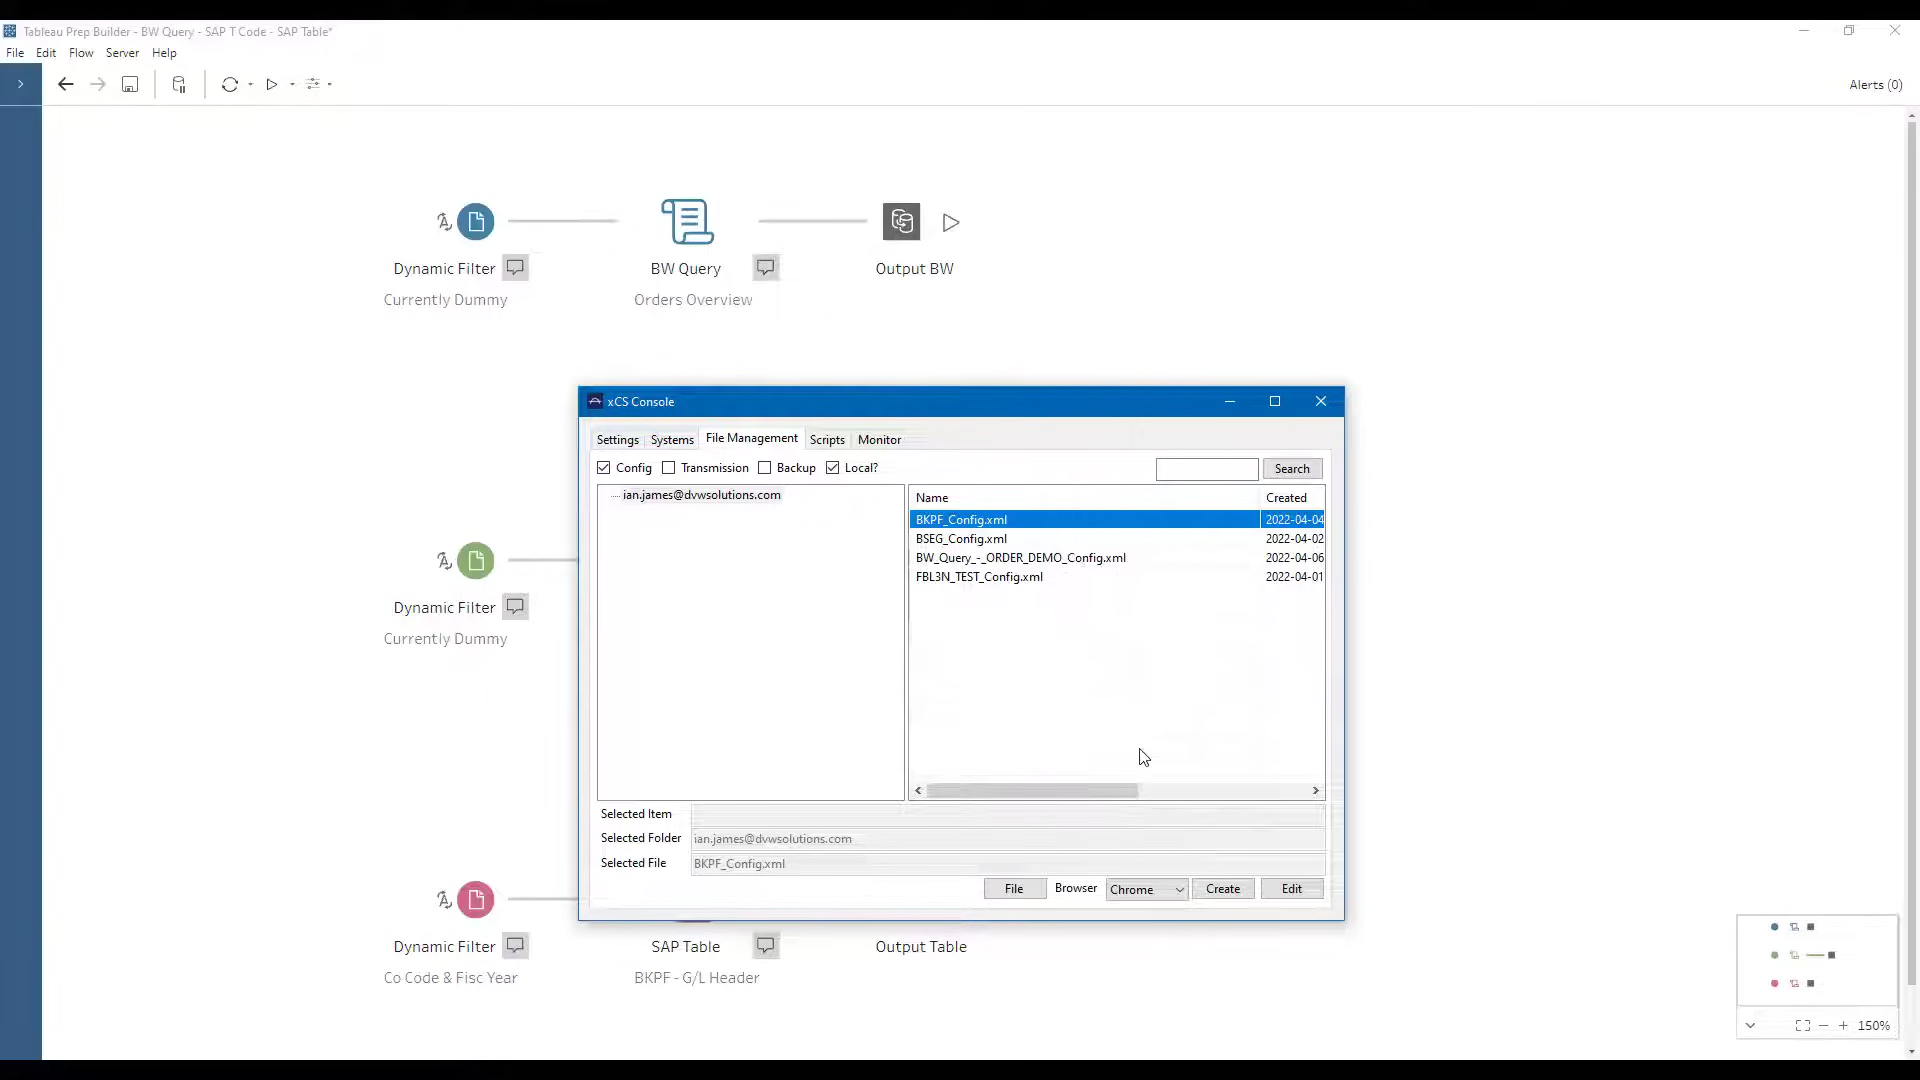 Tableau Prep Builder - BW Query - SAP T Code - SAP Table*
File Edit Flow Server Help
Alerts (0)
Dynamic Filter BW Query Output BW
Currently Dummy Orders Overview
xCS Console
Settings Systems File Management Scripts Monitor
Config Transmission Backup Local? Search
ian.james@dvwsolutions.com
Name Created
BKPF_Config.xml 2022-04-04
BSEG_Config.xml 2022-04-02
BW_Query_-_ORDER_DEMO_Config.xml 2022-04-06
FBL3N_TEST_Config.xml 2022-04-01
Dynamic Filter
Currently Dummy
Selected Item
Selected Folder ian.james@dvwsolutions.com
Selected File BKPF_Config.xml
File Browser Chrome Create Edit
Dynamic Filter SAP Table Output Table
Co Code & Fisc Year BKPF - G/L Header
150%